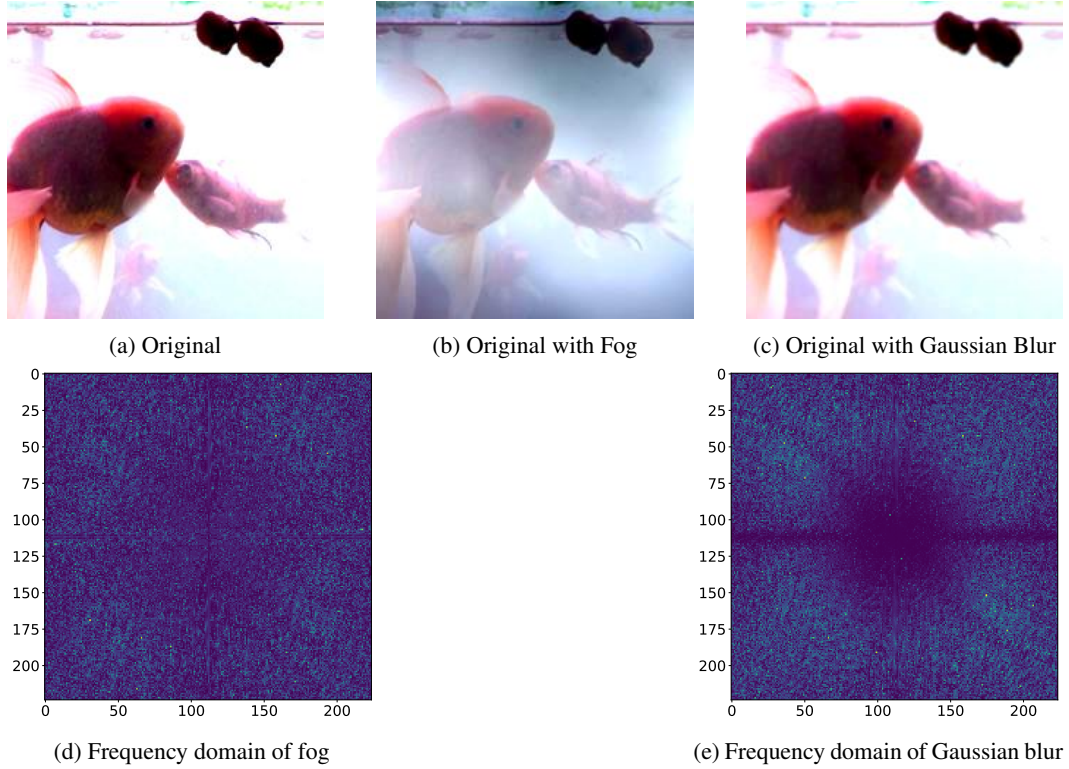 (a) Original
(b) Original with Fog
(c) Original with Gaussian Blur
0
25
50
75
100
125
150
175
200
0 50 100 150 200
(d) Frequency domain of fog
0
25
50
75
100
125
150
175
200
0 50 100 150 200
(e) Frequency domain of Gaussian blur